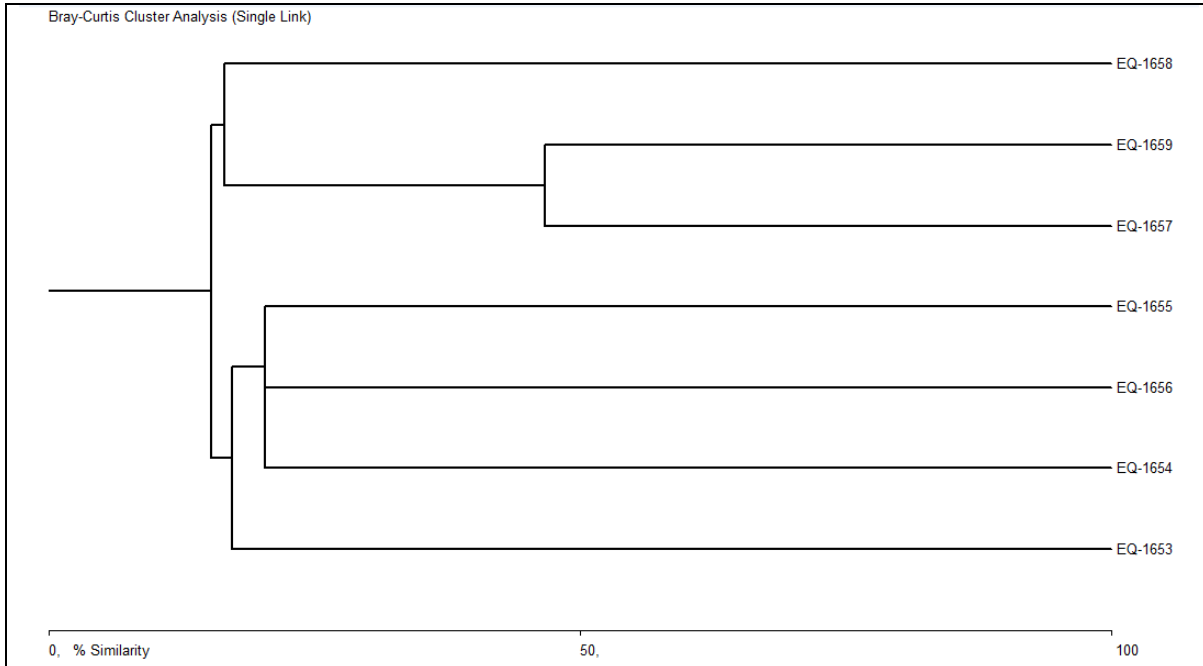 Bray-Curtis Cluster Analysis (Single Link)
EQ-1658
EQ-1659
EQ-1657
EQ-1655
EQ-1656
EQ-1654
EQ-1653
0, % Similarity 50, 100